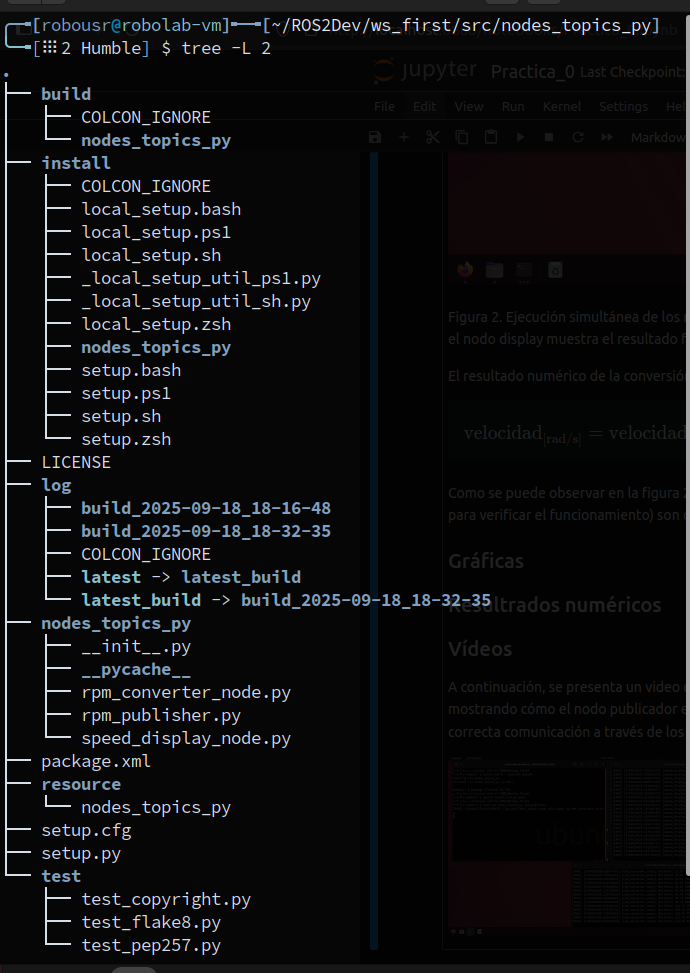 [robousr@robolab-vm]──[~/ROS2Dev/ws_first/src/nodes_topics_py]
[⠿2 Humble] $ tree -L 2
jupyter Practica_0 Last Checkpoint:
.
├── build
File Edit View Run Kernel Settings Hel
│   ├── COLCON_IGNORE
│   └── nodes_topics_py
Markdow
├── install
│   ├── COLCON_IGNORE
│   ├── local_setup.bash
│   ├── local_setup.ps1
│   ├── local_setup.sh
│   ├── _local_setup_util_ps1.py
│   ├── _local_setup_util_sh.py
│   ├── local_setup.zsh
Figura 2. Ejecución simultánea de los
│   ├── nodes_topics_py
el nodo display muestra el resultado f
│   ├── setup.bash
El resultado numérico de la conversión
│   ├── setup.ps1
│   ├── setup.sh
│   └── setup.zsh
velocidad[rad/s] = velocidad
├── LICENSE
├── log
Como se puede observar en la figura 2
│   ├── build_2025-09-18_18-16-48
para verificar el funcionamiento) son
│   ├── build_2025-09-18_18-32-35
│   ├── COLCON_IGNORE
Gráficas
│   ├── latest -> latest_build
│   └── latest_build -> build_2025-09-18_18-32-35
Resultrados numéricos
├── nodes_topics_py
│   ├── __init__.py
Vídeos
│   ├── __pycache__
│   ├── rpm_converter_node.py
A continuación, se presenta un video
│   ├── rpm_publisher.py
mostrando cómo el nodo publicador e
│   └── speed_display_node.py
correcta comunicación a través de los
├── package.xml
├── resource
│   └── nodes_topics_py
├── setup.cfg
├── setup.py
└── test
    ├── test_copyright.py
    ├── test_flake8.py
    └── test_pep257.py